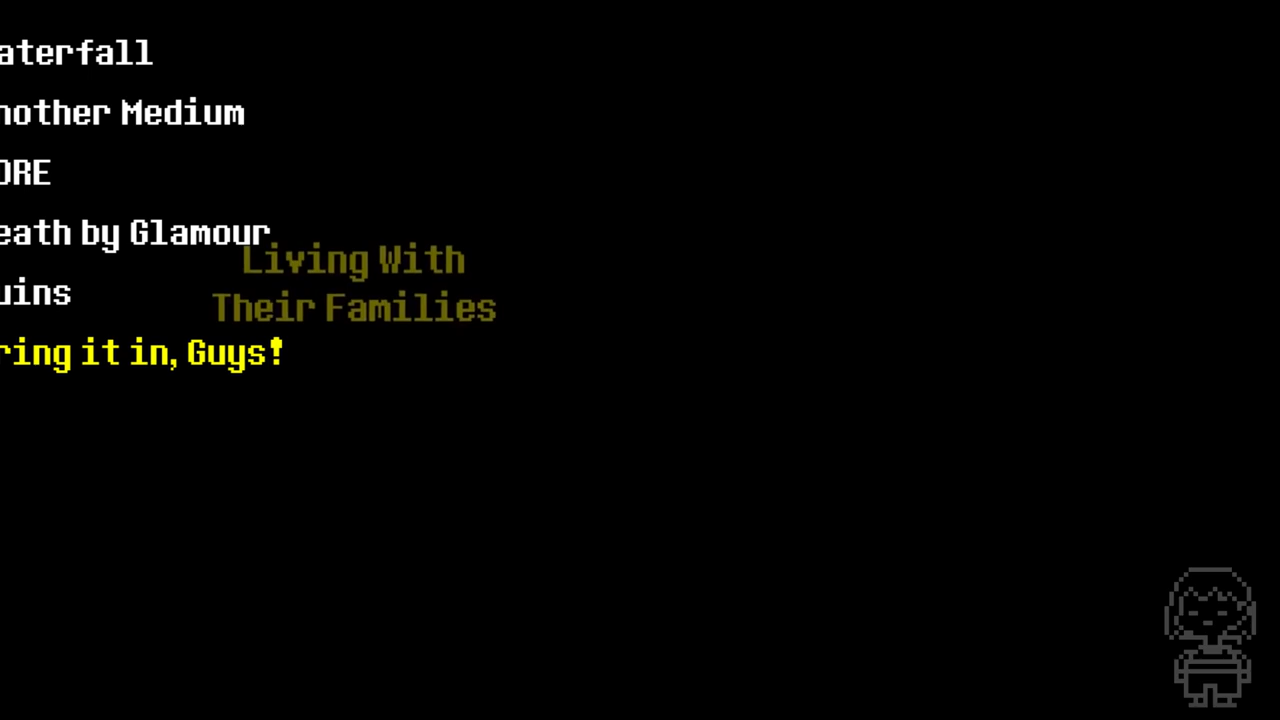 aterfall
nother Medium
ORE
eath by Glamour
Living With
Their Families
uins
ring it in, Guys!